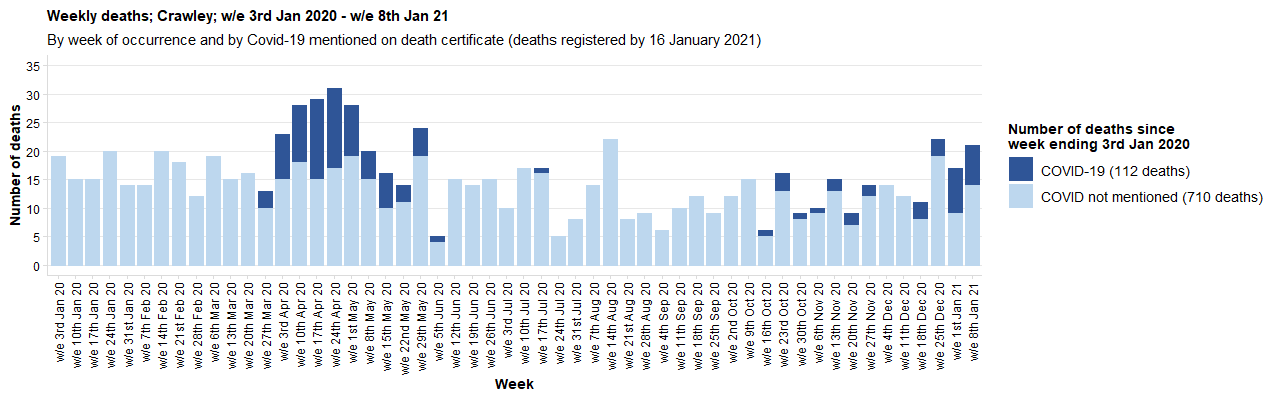 Weekly deaths; Crawley; w/e 3rd Jan 2020 - w/e 8th Jan 21
By week of occurrence and by Covid-19 mentioned on death certificate (deaths registered by 16 January 2021)
Number of deaths
35
30
25
20
15
10
5
0
w/e 3rd Jan 20
w/e 10th Jan 20
w/e 17th Jan 20
w/e 24th Jan 20
w/e 31st Jan 20
w/e 7th Feb 20
w/e 14th Feb 20
w/e 21st Feb 20
w/e 28th Feb 20
w/e 6th Mar 20
w/e 13th Mar 20
w/e 20th Mar 20
w/e 27th Mar 20
w/e 3rd Apr 20
w/e 10th Apr 20
w/e 17th Apr 20
w/e 24th Apr 20
w/e 1st May 20
w/e 8th May 20
w/e 15th May 20
w/e 22nd May 20
w/e 29th May 20
w/e 5th Jun 20
w/e 12th Jun 20
w/e 19th Jun 20
w/e 26th Jun 20
w/e 3rd Jul 20
w/e 10th Jul 20
w/e 17th Jul 20
w/e 24th Jul 20
w/e 31st Jul 20
w/e 7th Aug 20
w/e 14th Aug 20
w/e 21st Aug 20
w/e 28th Aug 20
w/e 4th Sep 20
w/e 11th Sep 20
w/e 18th Sep 20
w/e 25th Sep 20
w/e 2nd Oct 20
w/e 9th Oct 20
w/e 16th Oct 20
w/e 23rd Oct 20
w/e 30th Oct 20
w/e 6th Nov 20
w/e 13th Nov 20
w/e 20th Nov 20
w/e 27th Nov 20
w/e 4th Dec 20
w/e 11th Dec 20
w/e 18th Dec 20
w/e 25th Dec 20
w/e 1st Jan 21
w/e 8th Jan 21
Week
Number of deaths since
week ending 3rd Jan 2020
COVID-19 (112 deaths)
COVID not mentioned (710 deaths)